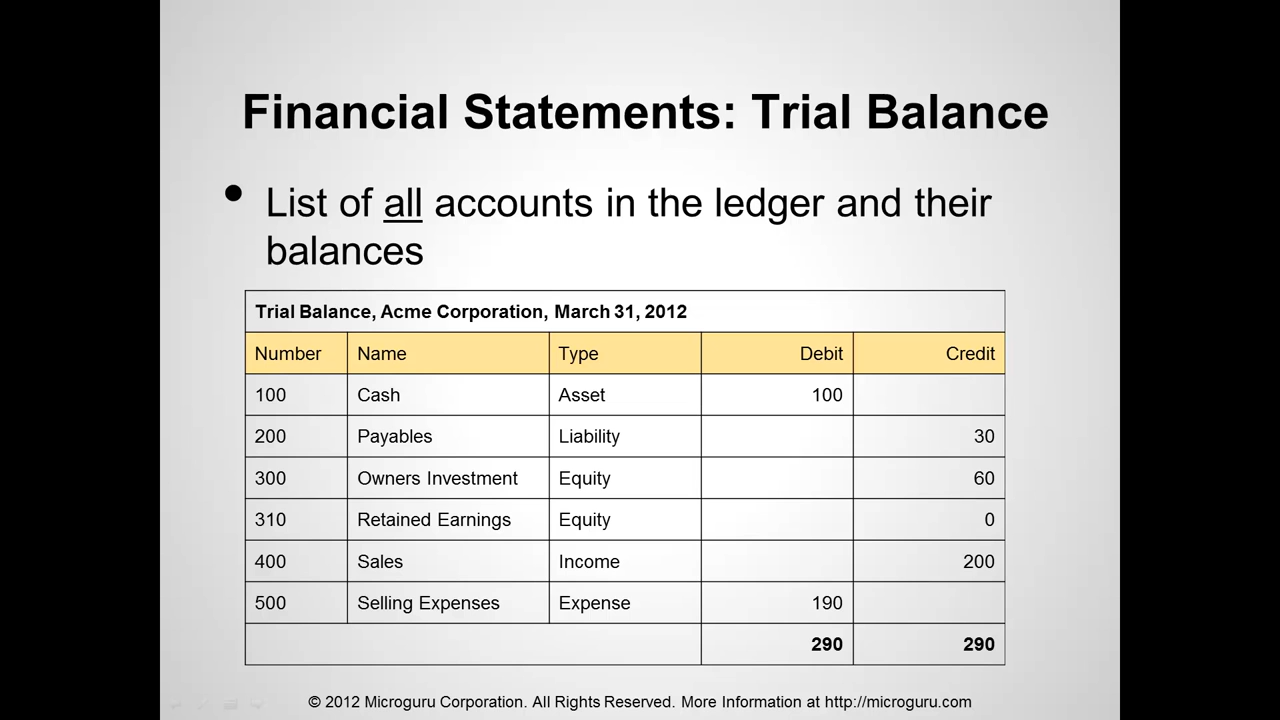 Financial Statements: Trial Balance
• List of all accounts in the ledger and their
balances
Trial Balance, Acme Corporation, March 31, 2012
Number Name Type Debit Credit
100 Cash Asset 100
200 Payables Liability 30
300 Owners Investment Equity 60
310 Retained Earnings Equity 0
400 Sales Income 200
500 Selling Expenses Expense 190
290 290
© 2012 Microguru Corporation. All Rights Reserved. More Information at http://microguru.com